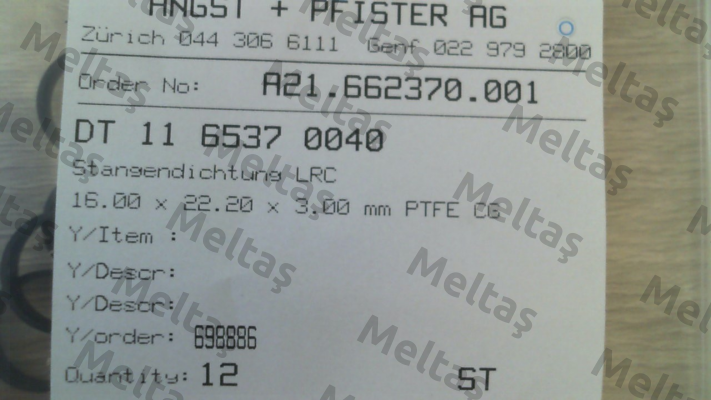 ANGST + PFISTER AG
Zürich 044 306 6111 Genf 022 979 2800
Order No: A21.662370.001
DT 11 6537 0040
Stangendichtung LRC
16.00 x 22.20 x 3.00 mm PTFE CG
Y/Item :
Y/Descr:
Y/Descr:
Y/order: 698886
Quantity: 12 ST
Meltaş